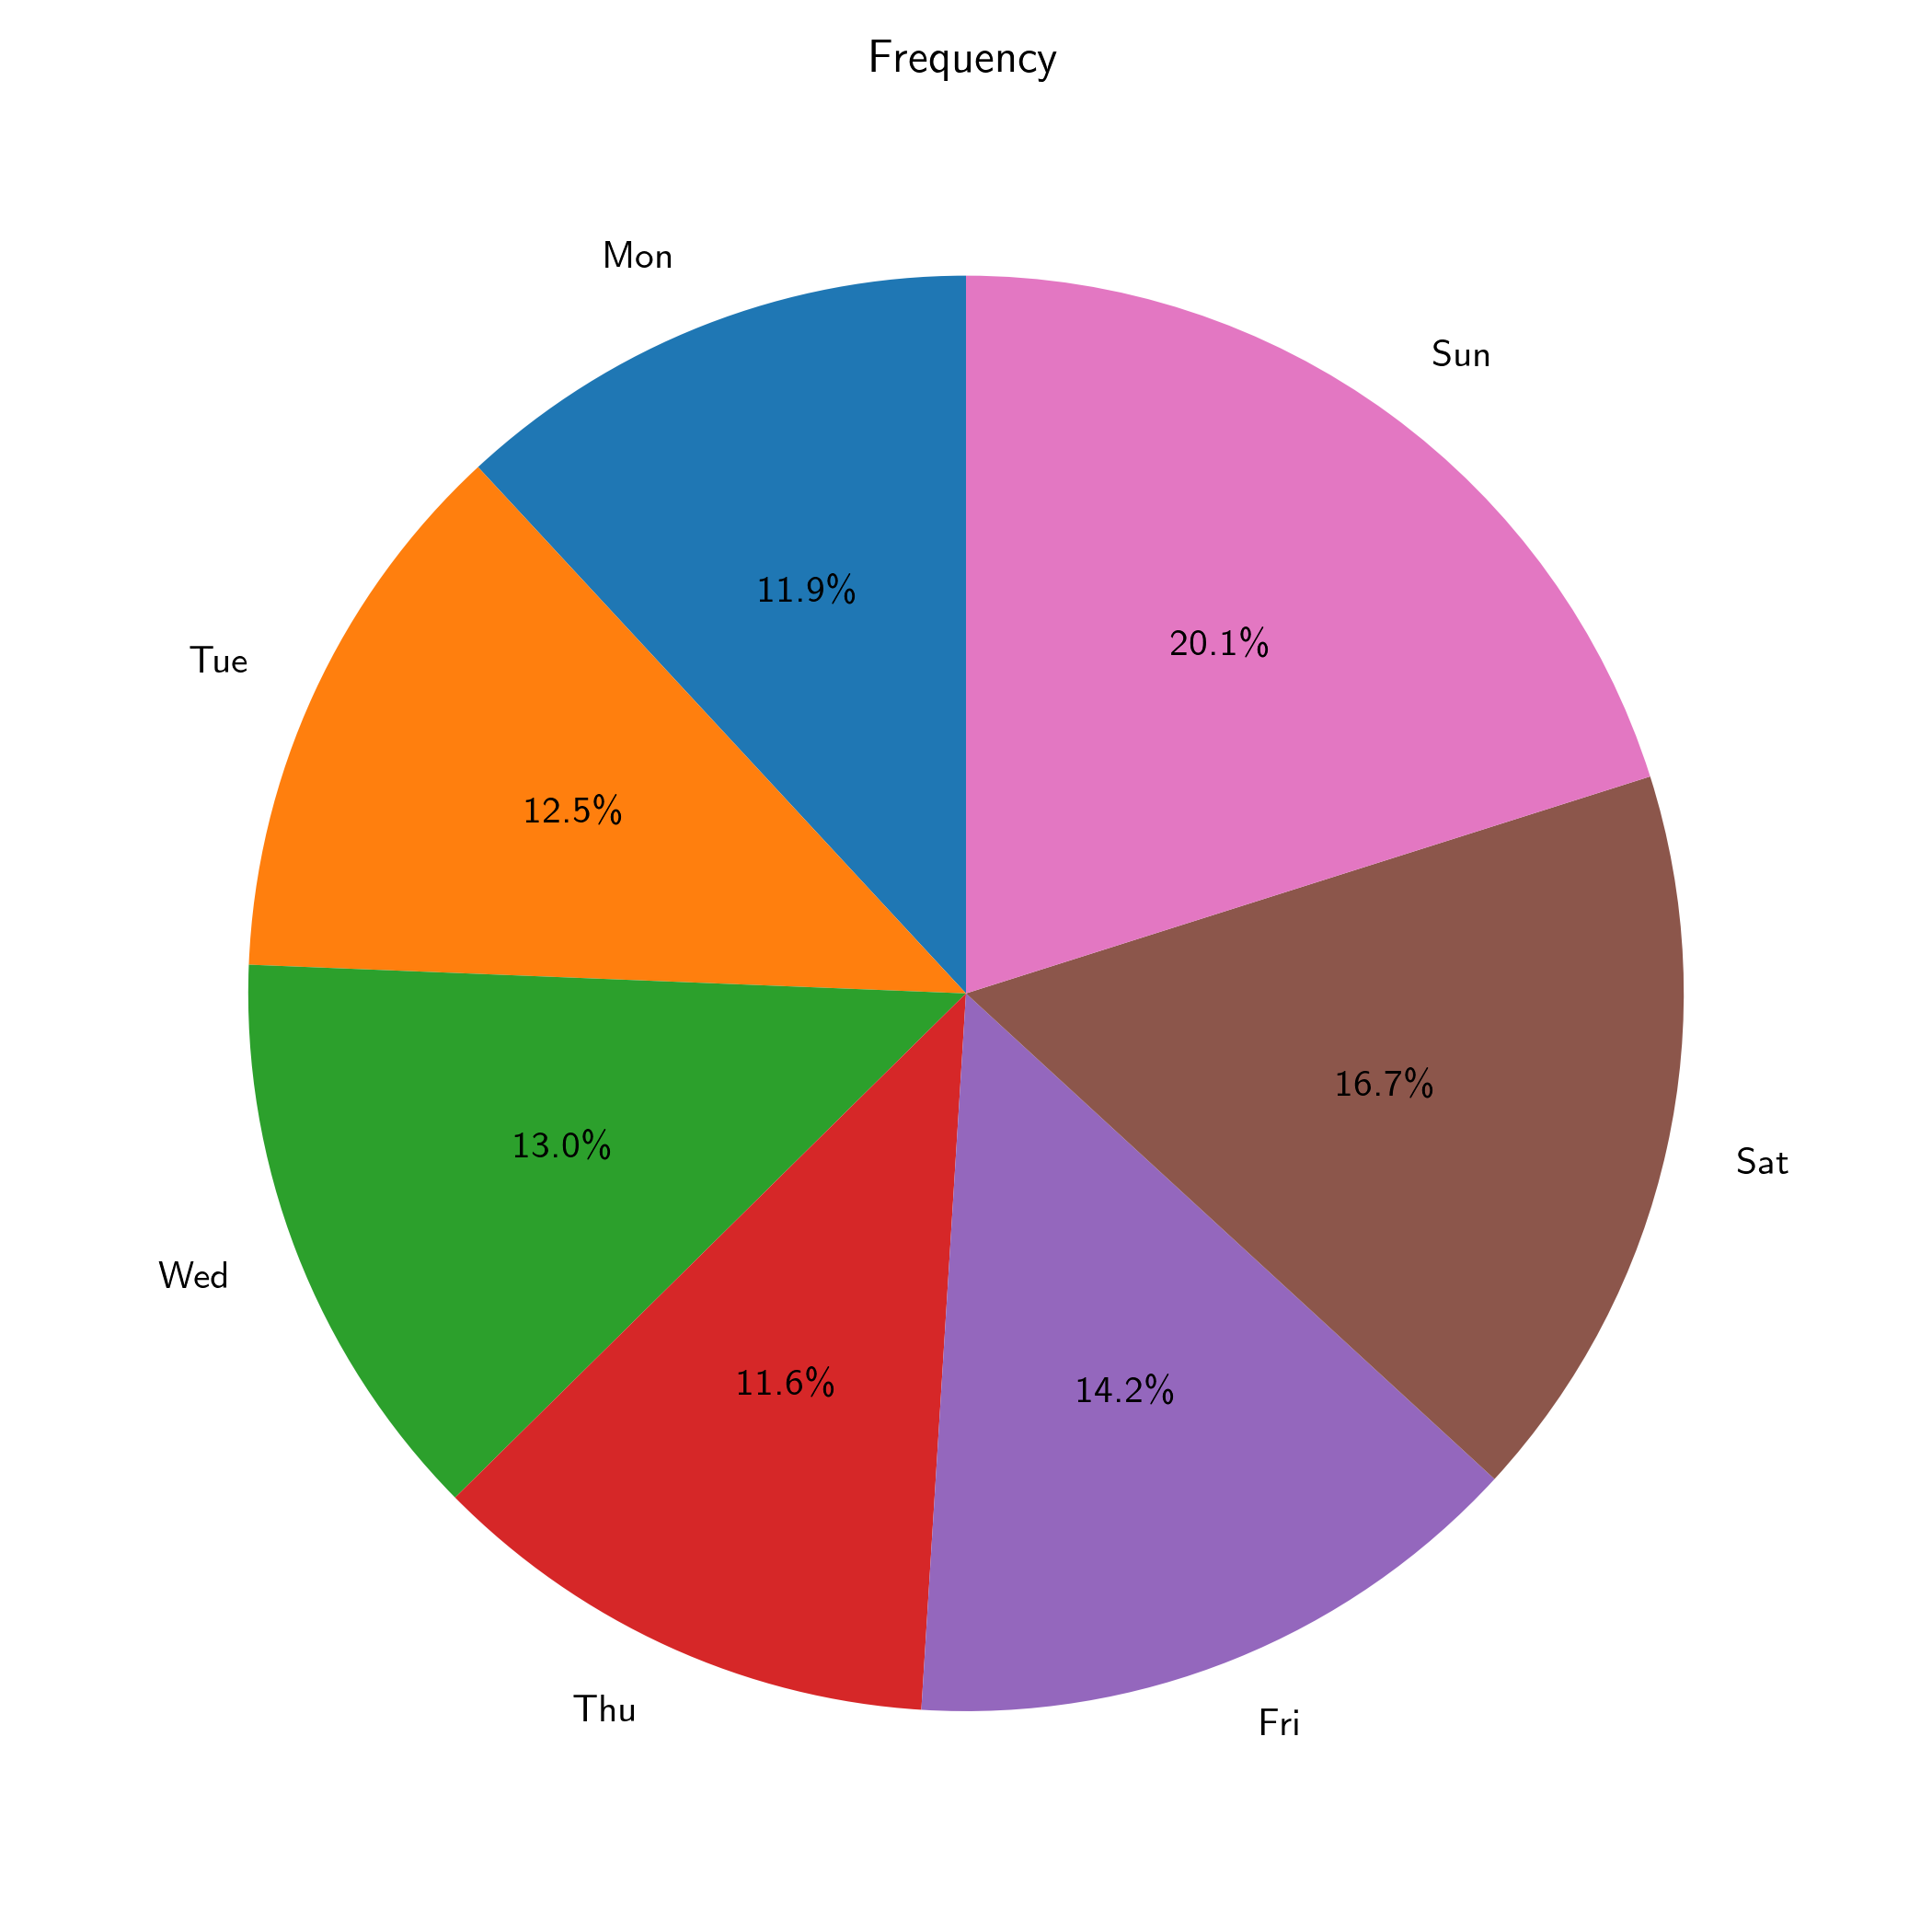 Frequency
Mon
Sun
11.9%
20.1%
Tue
12.5%
16.7%
13.0%
Sat
Wed
11.6%
14.2%
Thu
Fri